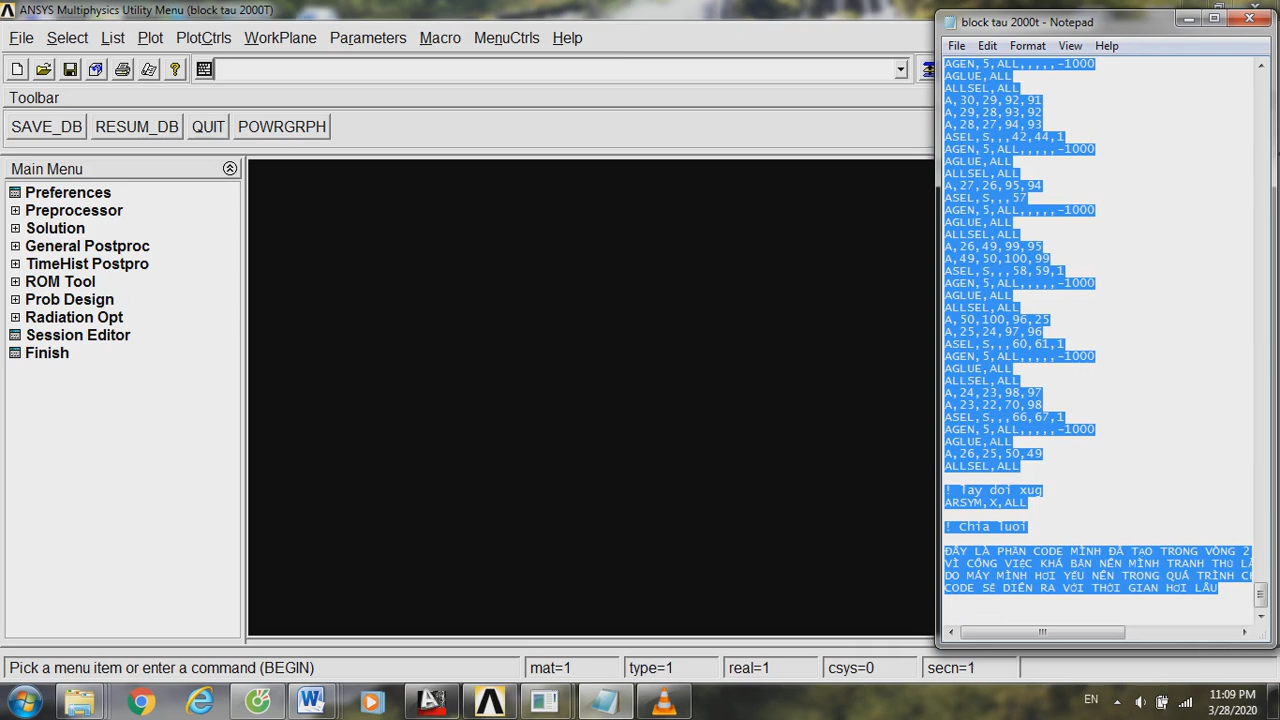 ANSYS Multiphysics Utility Menu (block tau 2000T)
File Select List Plot PlotCtrls WorkPlane Parameters Macro MenuCtrls Help
Toolbar
SAVE_DB RESUM_DB QUIT POWRGRPH
Main Menu
Preferences
Preprocessor
Solution
General Postproc
TimeHist Postpro
ROM Tool
Prob Design
Radiation Opt
Session Editor
Finish
block tau 2000t - Notepad
File Edit Format View Help
AGEN,5,ALL,,,,,-1000
AGLUE,ALL
ALLSEL,ALL
A,30,29,92,91
A,29,28,93,92
A,28,27,94,93
ASEL,S,,,42,44,1
AGEN,5,ALL,,,,,-1000
AGLUE,ALL
ALLSEL,ALL
A,27,26,95,94
ASEL,S,,,57
AGEN,5,ALL,,,,,-1000
AGLUE,ALL
ALLSEL,ALL
A,26,49,99,95
A,49,50,100,99
ASEL,S,,,58,59,1
AGEN,5,ALL,,,,,-1000
AGLUE,ALL
ALLSEL,ALL
A,50,100,96,25
A,25,24,97,96
ASEL,S,,,60,61,1
AGEN,5,ALL,,,,,-1000
AGLUE,ALL
ALLSEL,ALL
A,24,23,98,97
A,23,22,70,98
ASEL,S,,,66,67,1
AGEN,5,ALL,,,,,-1000
AGLUE,ALL
A,26,25,50,49
ALLSEL,ALL
! lay doi xug
ARSYM,X,ALL
! Chia luoi
ĐÂY LÀ PHẦN CODE MÌNH ĐÃ TẠO TRONG VÒNG 2
VÌ CÔNG VIỆC KHÁ BẬN NÊN MÌNH TRANH THỦ
DO MÁY MÌNH HƠI YẾU NÊN TRONG QUÁ TRÌNH
CODE SẼ DIỄN RA VỚI THỜI GIAN HƠI LÂU
Pick a menu item or enter a command (BEGIN) mat=1 type=1 real=1 csys=0 secn=1
EN 11:09 PM
3/28/2020